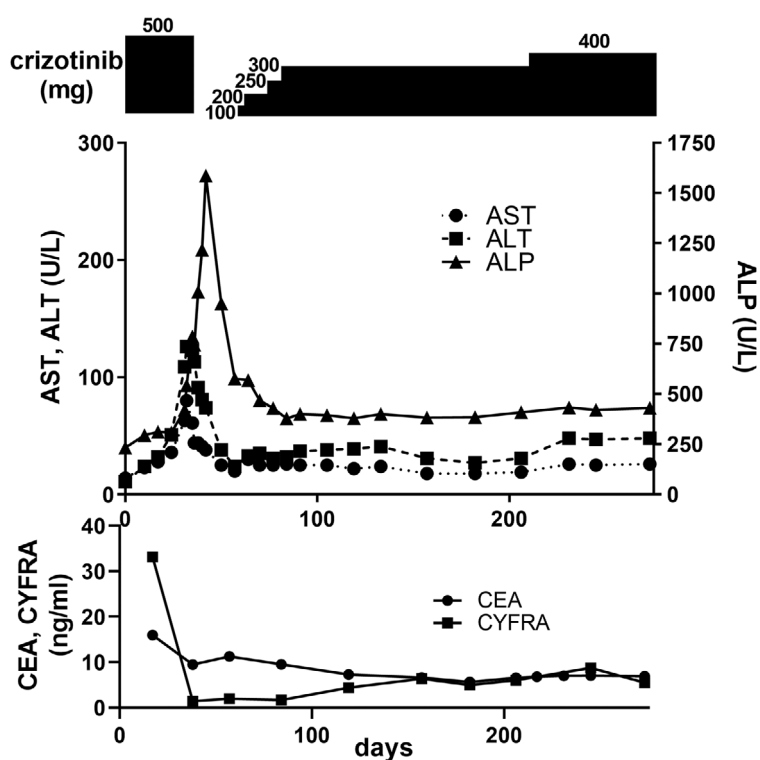 500
crizotinib
(mg)
400
300
250
200
100
300
200
100
0
AST, ALT (U/L)
1750
1500
1250
1000
750
500
250
0
ALP (U/L)
AST
ALT
ALP
0 100 200
40
30
20
10
0
CEA, CYFRA
(ng/ml)
CEA
CYFRA
0 100 200
days